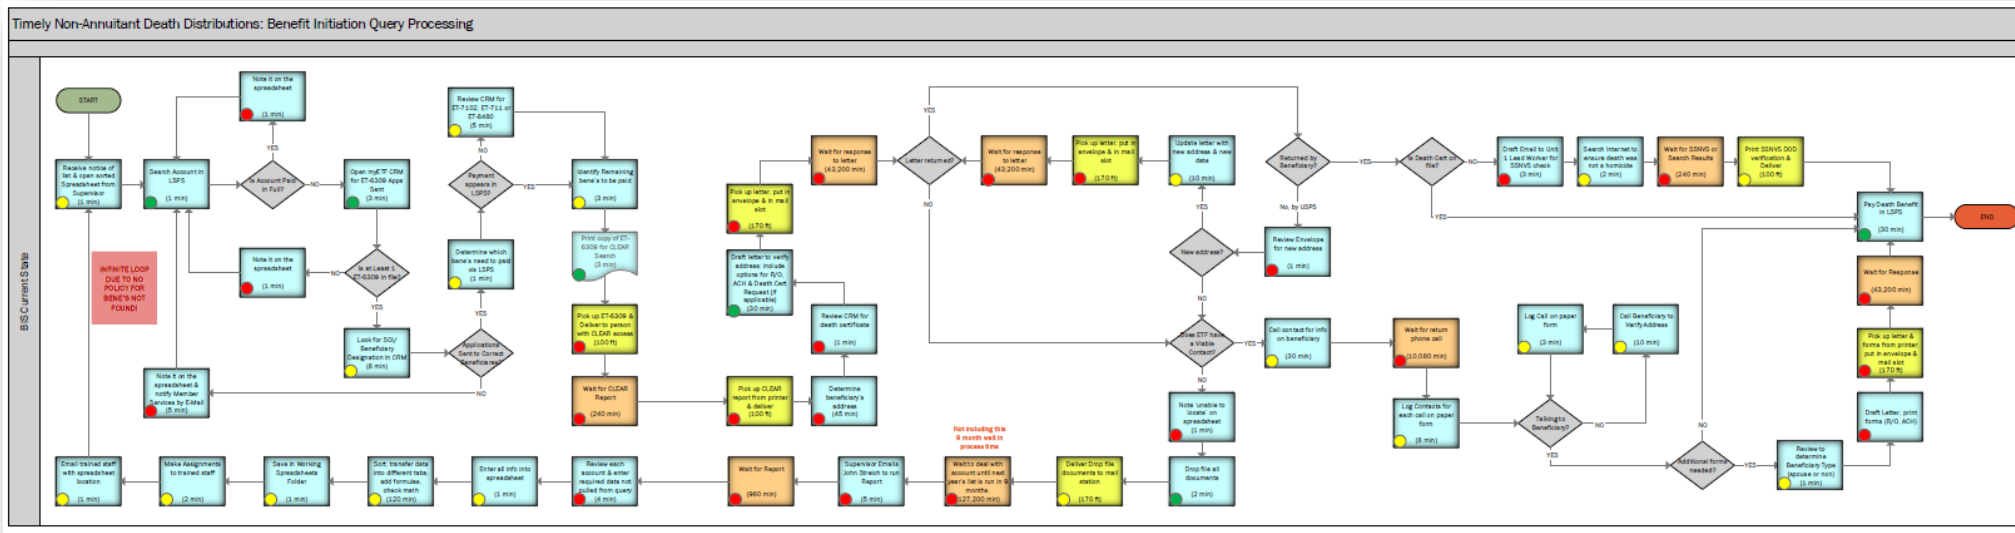 Timely Non-Annuitant Death Distributions: Benefit Initiation Query Processing
BIS Current State
START
Receive notice of
list & open sorted
Spreadsheet from
Supervisor
(1 min)
Search Account in
LSPS
(1 min)
Note it on the
spreadsheet
(1 min)
YES
Is Account Paid
in Full?
NO
Open myETF CRM
for ET-6309 Apps
Sent
(3 min)
Is at Least 1
ET-6309 in file?
NO
Note it on the
spreadsheet
(1 min)
YES
INFINITE LOOP
DUE TO NO
POLICY FOR
BENE'S NOT
FOUND!
Look for SOI/
Beneficiary
Designation in CRM
(8 min)
Applications
Sent to Correct
Beneficiaries?
NO
Note it on the
spreadsheet &
notify Member
Services by E-Mail
(5 min)
YES
Determine which
bene's need to paid
via LSPS
(1 min)
Payment
appears in
LSPS?
NO
YES
Review CRM for
ET-7102, ET-711 or
(5 min)
Identify Remaining
bene's to be paid
(3 min)
Print copy of ET-
6309 for CLEAR
Search
(3 min)
Pick up ET-6309 &
Deliver to person
with CLEAR access
(100 ft)
Wait for CLEAR
Report
(240 min)
Pick up CLEAR
report from printer
& deliver
(100 ft)
Determine
beneficiary's
address
(45 min)
Review CRM for
death certificate
(1 min)
Draft letter to verify
address; include
options for R/O,
ACH & Death Cert
Request (if
applicable)
(30 min)
Pick up letter, put in
envelope & in mail
slot
(170 ft)
Wait for response
to letter
(43,200 min)
Letter returned?
YES
NO
Wait for response
to letter
(43,200 min)
Pick up letter, put in
envelope & in mail
slot
(170 ft)
Update letter with
new address & new
date
(10 min)
YES
New address?
NO
Returned by
Beneficiary?
YES
No, by USPS
Review Envelope
for new address
(1 min)
Is Death Cert on
file?
NO
YES
Draft Email to Unit
1 Lead Worker for
SSNVS check
(3 min)
Search Internet to
ensure death was
not a homicide
(2 min)
Wait for SSNVS or
Search Results
(240 min)
Print SSNVS DOD
verification &
Deliver
(100 ft)
Pay Death Benefit
in LSPS
(30 min)
END
Does ETF have
a Viable
Contact?
YES
NO
Call contact for info
on beneficiary
(30 min)
Wait for return
phone call
(10,080 min)
Log Contacts for
each call on paper
form
(8 min)
Talking to
Beneficiary?
NO
YES
Log Call on paper
form
(3 min)
Call Beneficiary to
Verify Address
(10 min)
Additional forms
needed?
NO
YES
Review to
determine
Beneficiary Type
(spouse or non)
(1 min)
Draft Letter, print
forms (R/O, ACH)
Pick up letter &
forms from printer,
put in envelope &
mail slot
(170 ft)
Wait for Response
(43,200 min)
Note 'unable to
locate' on
spreadsheet
(1 min)
Drop file all
documents
(2 min)
Deliver Drop file
documents to mail
station
(170 ft)
Not including this
9 month wait in
process time
Wait to deal with
account until next
year's list is run in 9
months.
(127,200 min)
Supervisor Emails
John Streich to run
Report
(5 min)
Wait for Report
(960 min)
Review each
account & enter
required data not
pulled from query
(4 min)
Enter all info into
spreadsheet
(1 min)
Sort, transfer data
into different tabs,
add formulas,
check math
(120 min)
Save in Working
Spreadsheets
Folder
(1 min)
Make Assignments
to trained staff
(2 min)
Email trained staff
with spreadsheet
location
(1 min)